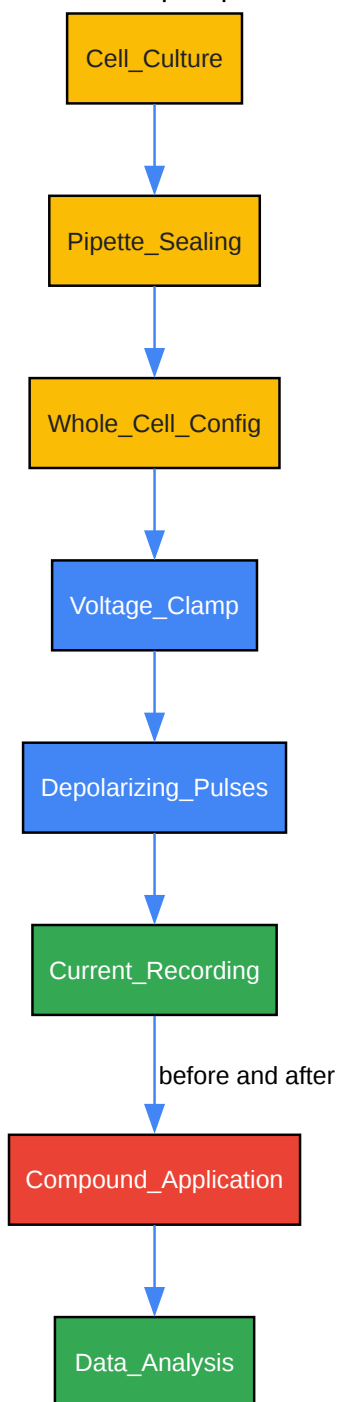 Cell_Culture
Pipette_Sealing
Whole_Cell_Config
Voltage_Clamp
Depolarizing_Pulses
Current_Recording
before and after
Compound_Application
Data_Analysis